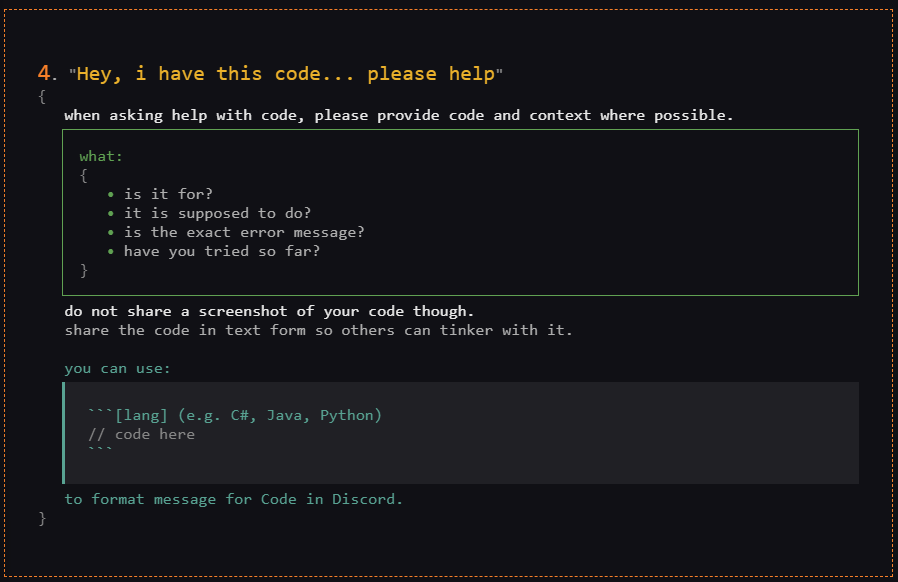 4. "Hey, i have this code... please help"
{
when asking help with code, please provide code and context where possible.
what:
{
• is it for?
• it is supposed to do?
• is the exact error message?
• have you tried so far?
}
do not share a screenshot of your code though.
share the code in text form so others can tinker with it.
you can use:
```[lang] (e.g. C#, Java, Python)
// code here
```
to format message for Code in Discord.
}